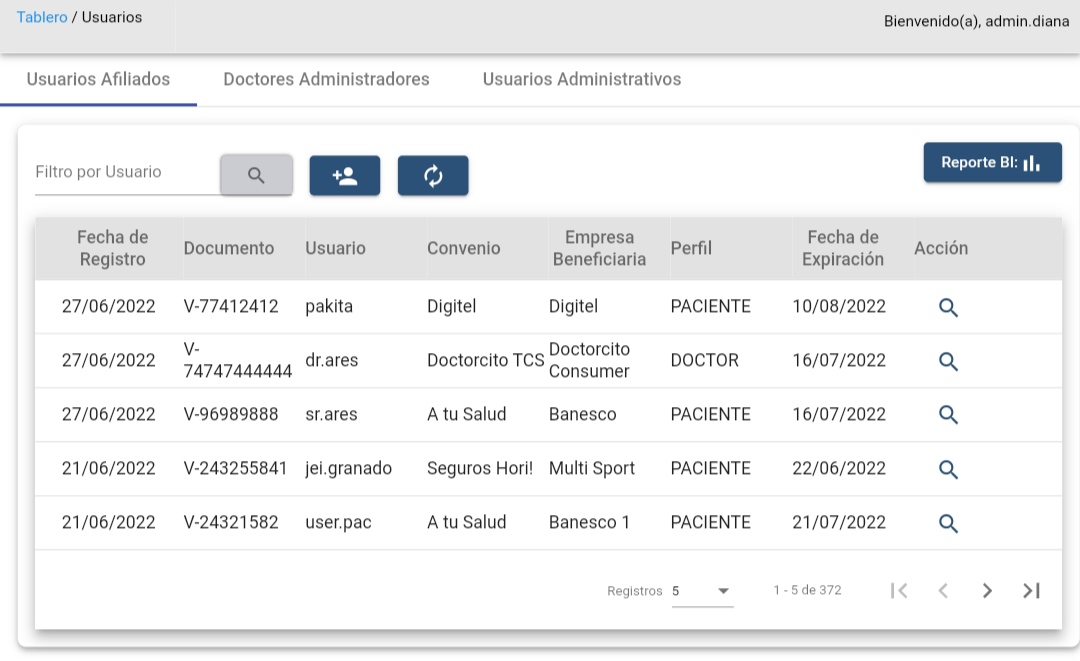 Tablero / Usuarios
Bienvenido(a), admin.diana
Usuarios Afiliados Doctores Administradores Usuarios Administrativos
Filtro por Usuario
Reporte BI:
Fecha de Registro Documento Usuario Convenio Empresa Beneficiaria Perfil Fecha de Expiración Acción
27/06/2022 V-77412412 pakita Digitel Digitel PACIENTE 10/08/2022
27/06/2022 V-74747444444 dr.ares Doctorcito TCS Doctorcito Consumer DOCTOR 16/07/2022
27/06/2022 V-96989888 sr.ares A tu Salud Banesco PACIENTE 16/07/2022
21/06/2022 V-243255841 jei.granado Seguros Hori! Multi Sport PACIENTE 22/06/2022
21/06/2022 V-24321582 user.pac A tu Salud Banesco 1 PACIENTE 21/07/2022
Registros 5 1 - 5 de 372